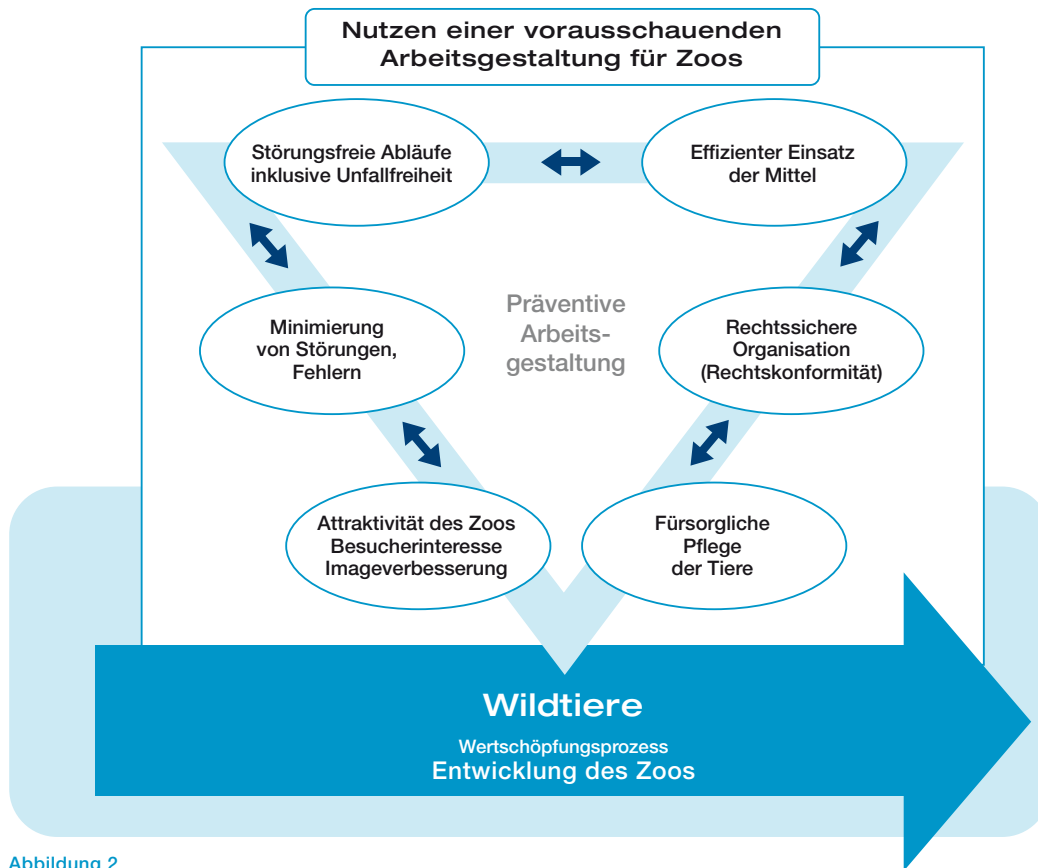 Nutzen einer vorausschauenden
Arbeitsgestaltung für Zoos
Störungsfreie Abläufe
inklusive Unfallfreiheit
Effizienter Einsatz
der Mittel
Minimierung
von Störungen,
Fehlern
Präventive
Arbeits-
gestaltung
Rechtssichere
Organisation
(Rechtskonformität)
Attraktivität des Zoos
Besucherinteresse
Imageverbesserung
Fürsorgliche
Pflege
der Tiere
Wildtiere
Wertschöpfungsprozess
Entwicklung des Zoos
Abbildung 2